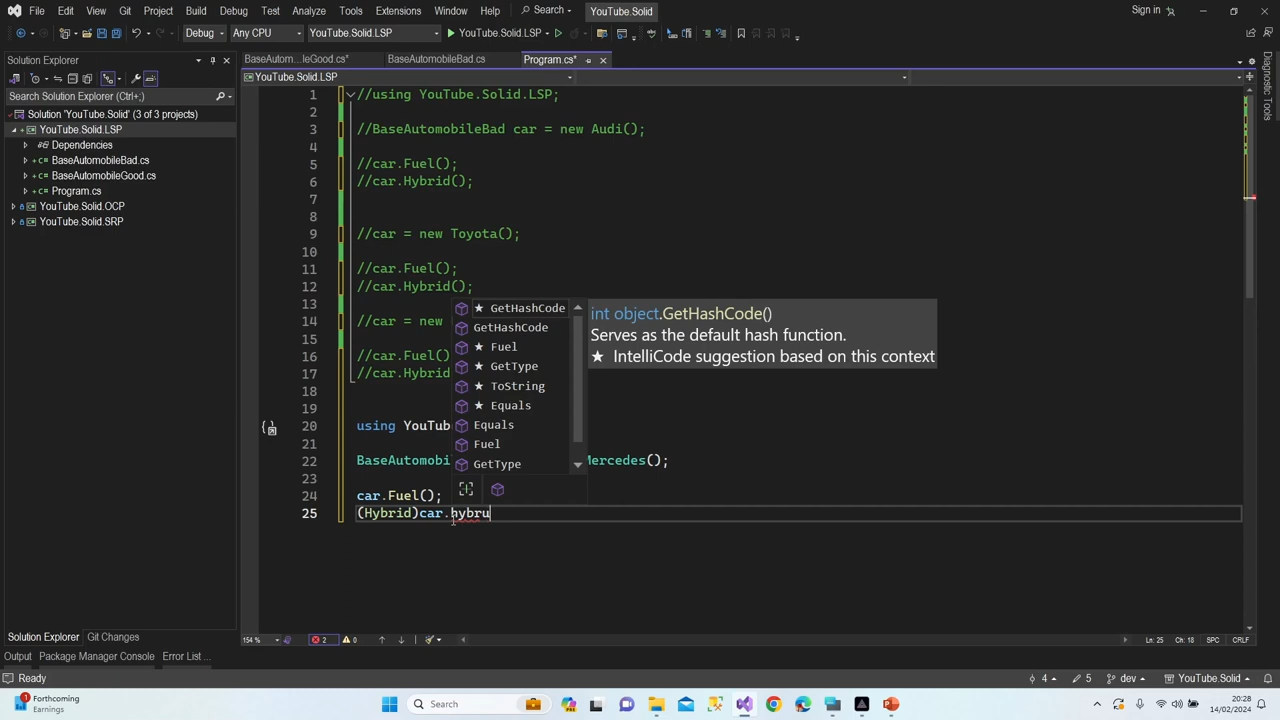 File Edit View Git Project Build Debug Test Analyze Tools Extensions Window Help Search YouTube.Solid Sign in
Debug Any CPU YouTube.Solid.LSP YouTube.Solid.LSP
Solution Explorer
BaseAutom...leGood.cs* BaseAutomobileBad.cs Program.cs*
YouTube.Solid.LSP
Search Solution Explorer (Ctrl+;)
Solution 'YouTube.Solid' (3 of 3 projects)
YouTube.Solid.LSP
Dependencies
BaseAutomobileBad.cs
BaseAutomobileGood.cs
Program.cs
YouTube.Solid.OCP
YouTube.Solid.SRP
1 //using YouTube.Solid.LSP;
2
3 //BaseAutomobileBad car = new Audi();
4
5 //car.Fuel();
6 //car.Hybrid();
7
8
9 //car = new Toyota();
10
11 //car.Fuel();
12 //car.Hybrid();
13
14 //car = new
15
16 //car.Fuel()
17 //car.Hybrid
18
19
20 using YouTub
21
22 BaseAutomobi Mercedes();
23
24 car.Fuel();
25 (Hybrid)car.hybru
★ GetHashCode
GetHashCode
★ Fuel
★ GetType
★ ToString
★ Equals
Equals
Fuel
GetType
int object.GetHashCode()
Serves as the default hash function.
★ IntelliCode suggestion based on this context
Diagnostic Tools
154 % 2 0 Ln: 25 Ch: 18 SPC CRLF
Solution Explorer Git Changes
Output Package Manager Console Error List ...
Ready 4 5 dev YouTube.Solid
1 Forthcoming
Earnings
Search
20:28
14/02/2024